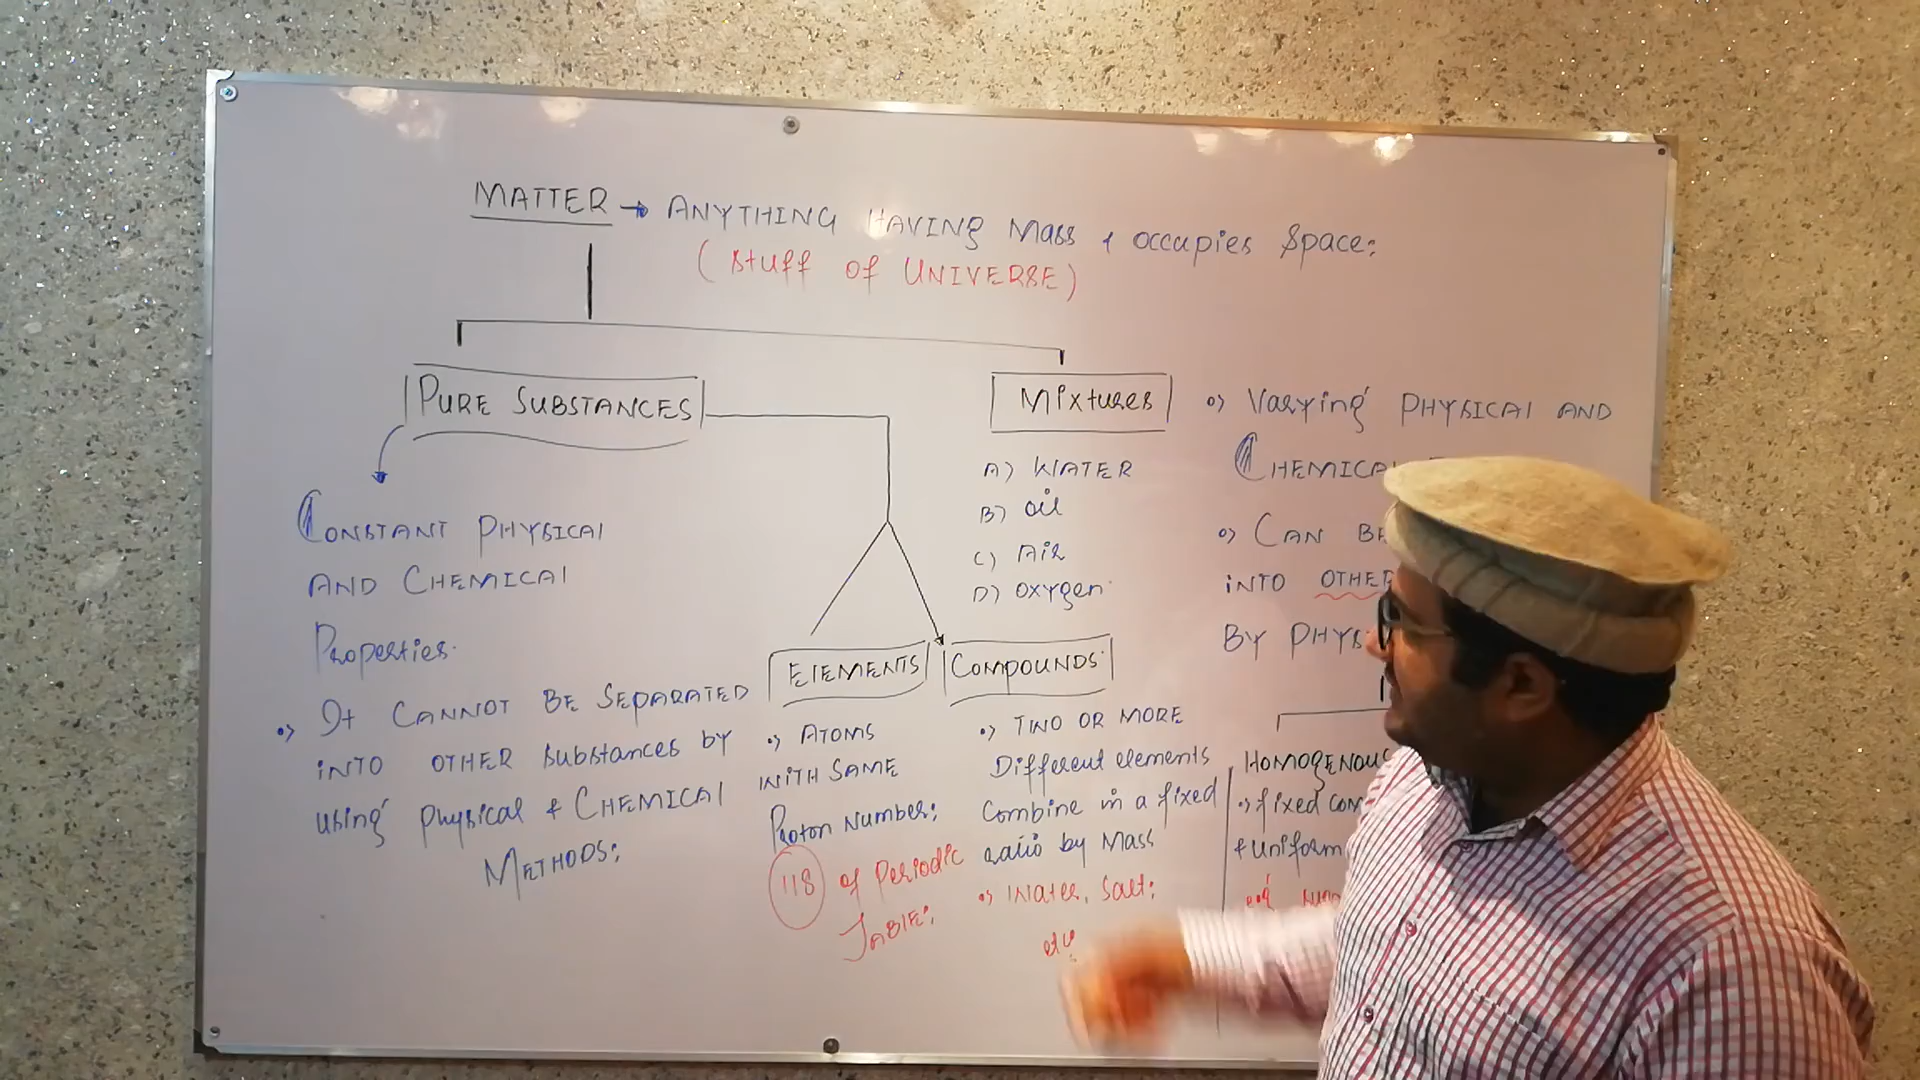 MATTER → ANYTHING HAVING MASS & OCCUPIES SPACE:
(STUFF OF UNIVERSE)
PURE SUBSTANCES
CONSTANT PHYSICAL
AND CHEMICAL
PROPERTIES.
IT CANNOT BE SEPARATED
INTO OTHER SUBSTANCES BY
USING PHYSICAL & CHEMICAL
METHODS:
ELEMENTS
ATOMS
WITH SAME
PROTON NUMBER:
118 of Periodic
TABLE:
COMPOUNDS.
TWO OR MORE
Different elements
Combine in a fixed
ratio by Mass
Water, Salt:
etc
Mixtures
A) WATER
B) Oil
C) Air
D) Oxygen
Varying PHYSICAL AND
CHEMICAL
CAN BE
INTO OTHER
BY PHYS
HOMOGENOUS
fixed com
& uniform
eg